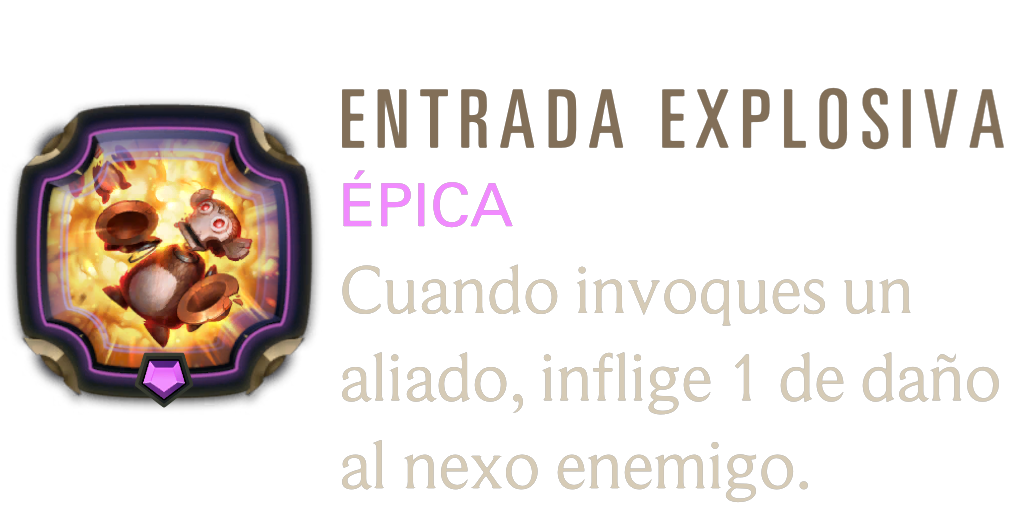 ENTRADA EXPLOSIVA
ÉPICA
Cuando invoques un
aliado, inflige 1 de daño
al nexo enemigo.